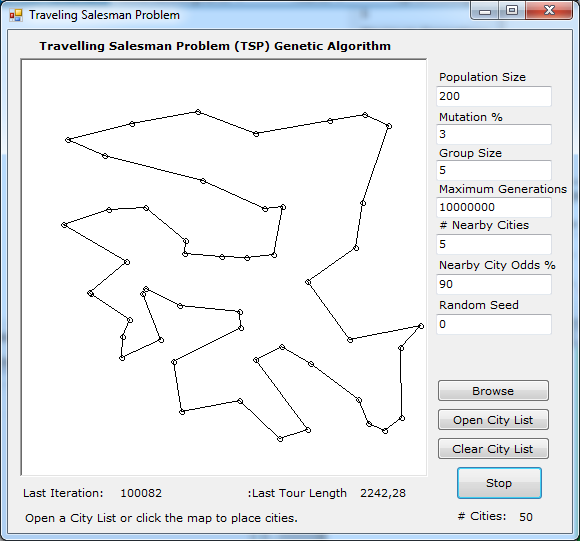 Traveling Salesman Problem
Travelling Salesman Problem (TSP) Genetic Algorithm
Population Size
200
Mutation %
3
Group Size
5
Maximum Generations
10000000
# Nearby Cities
5
Nearby City Odds %
90
Random Seed
0
Browse
Open City List
Clear City List
Stop
Last Iteration: 100082 :Last Tour Length 2242,28
Open a City List or click the map to place cities.
# Cities: 50